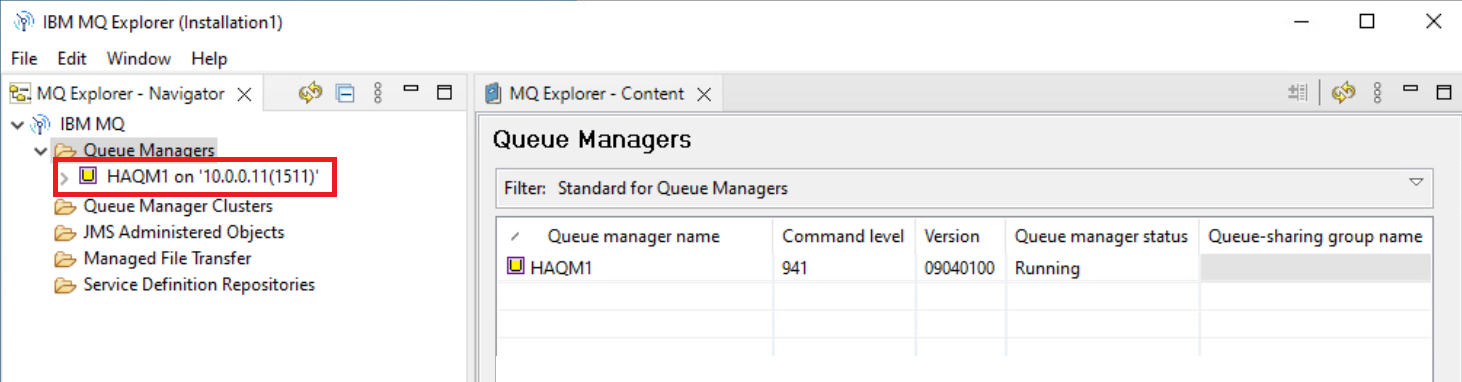 IBM MQ Explorer (Installation1)
File Edit Window Help
MQ Explorer - Navigator
IBM MQ
Queue Managers
HAQM1 on '10.0.0.11(1511)'
Queue Manager Clusters
JMS Administered Objects
Managed File Transfer
Service Definition Repositories
MQ Explorer - Content
Queue Managers
Filter: Standard for Queue Managers
Queue manager name Command level Version Queue manager status Queue-sharing group name
HAQM1 941 09040100 Running